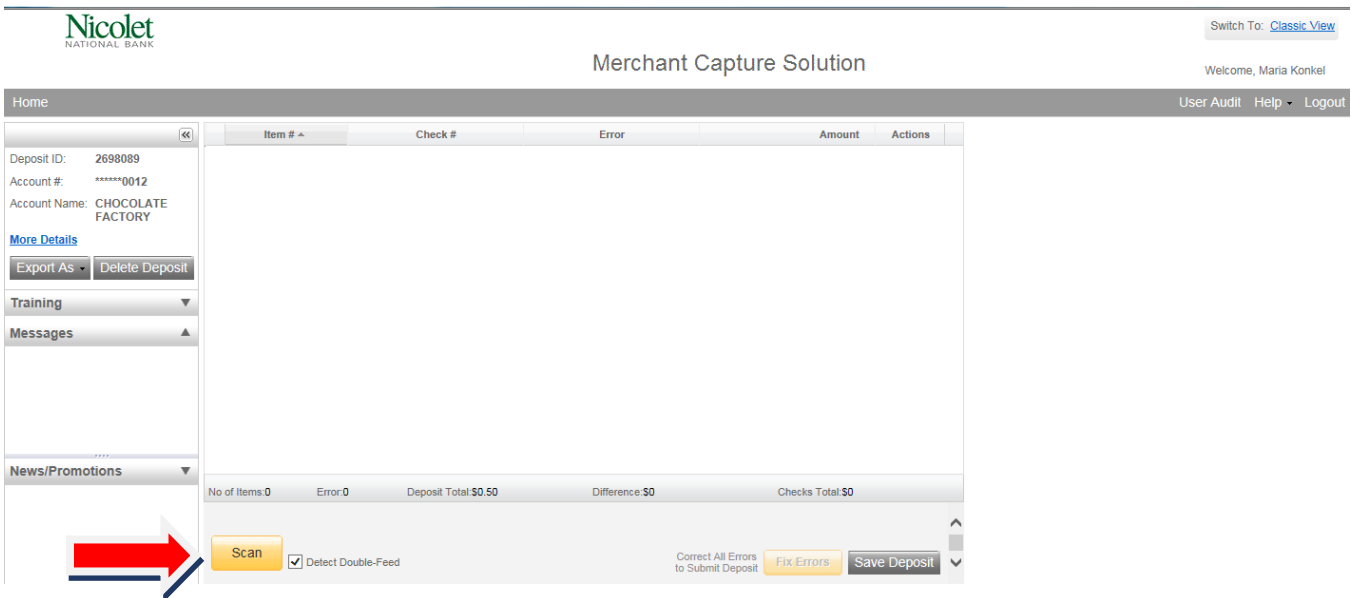 Nicolet
NATIONAL BANK
Switch To: Classic View
Merchant Capture Solution
Welcome, Maria Konkel
Home
User Audit Help Logout
Item # Check # Error Amount Actions
Deposit ID: 2698089
Account #: ******0012
Account Name: CHOCOLATE
FACTORY
More Details
Export As Delete Deposit
Training
Messages
News/Promotions
No of Items:0 Error:0 Deposit Total:$0.50 Difference:$0 Checks Total:$0
Scan
Detect Double-Feed
Correct All Errors
to Submit Deposit
Fix Errors
Save Deposit